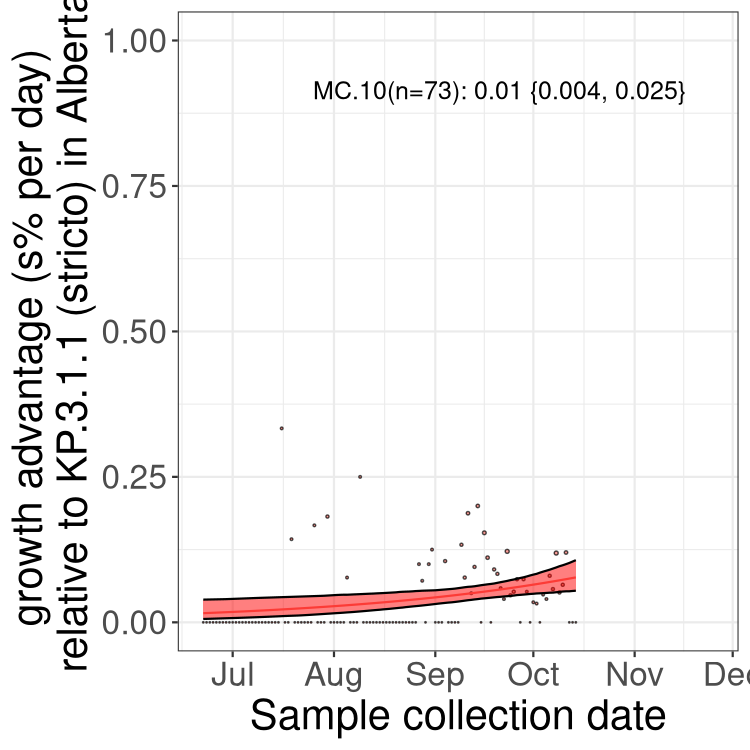 growth advantage (s% per day)
relative to KP.3.1.1 (stricto) in Alberta
1.00
0.75
0.50
0.25
0.00
MC.10(n=73): 0.01 {0.004, 0.025}
Jul Aug Sep Oct Nov Dec
Sample collection date